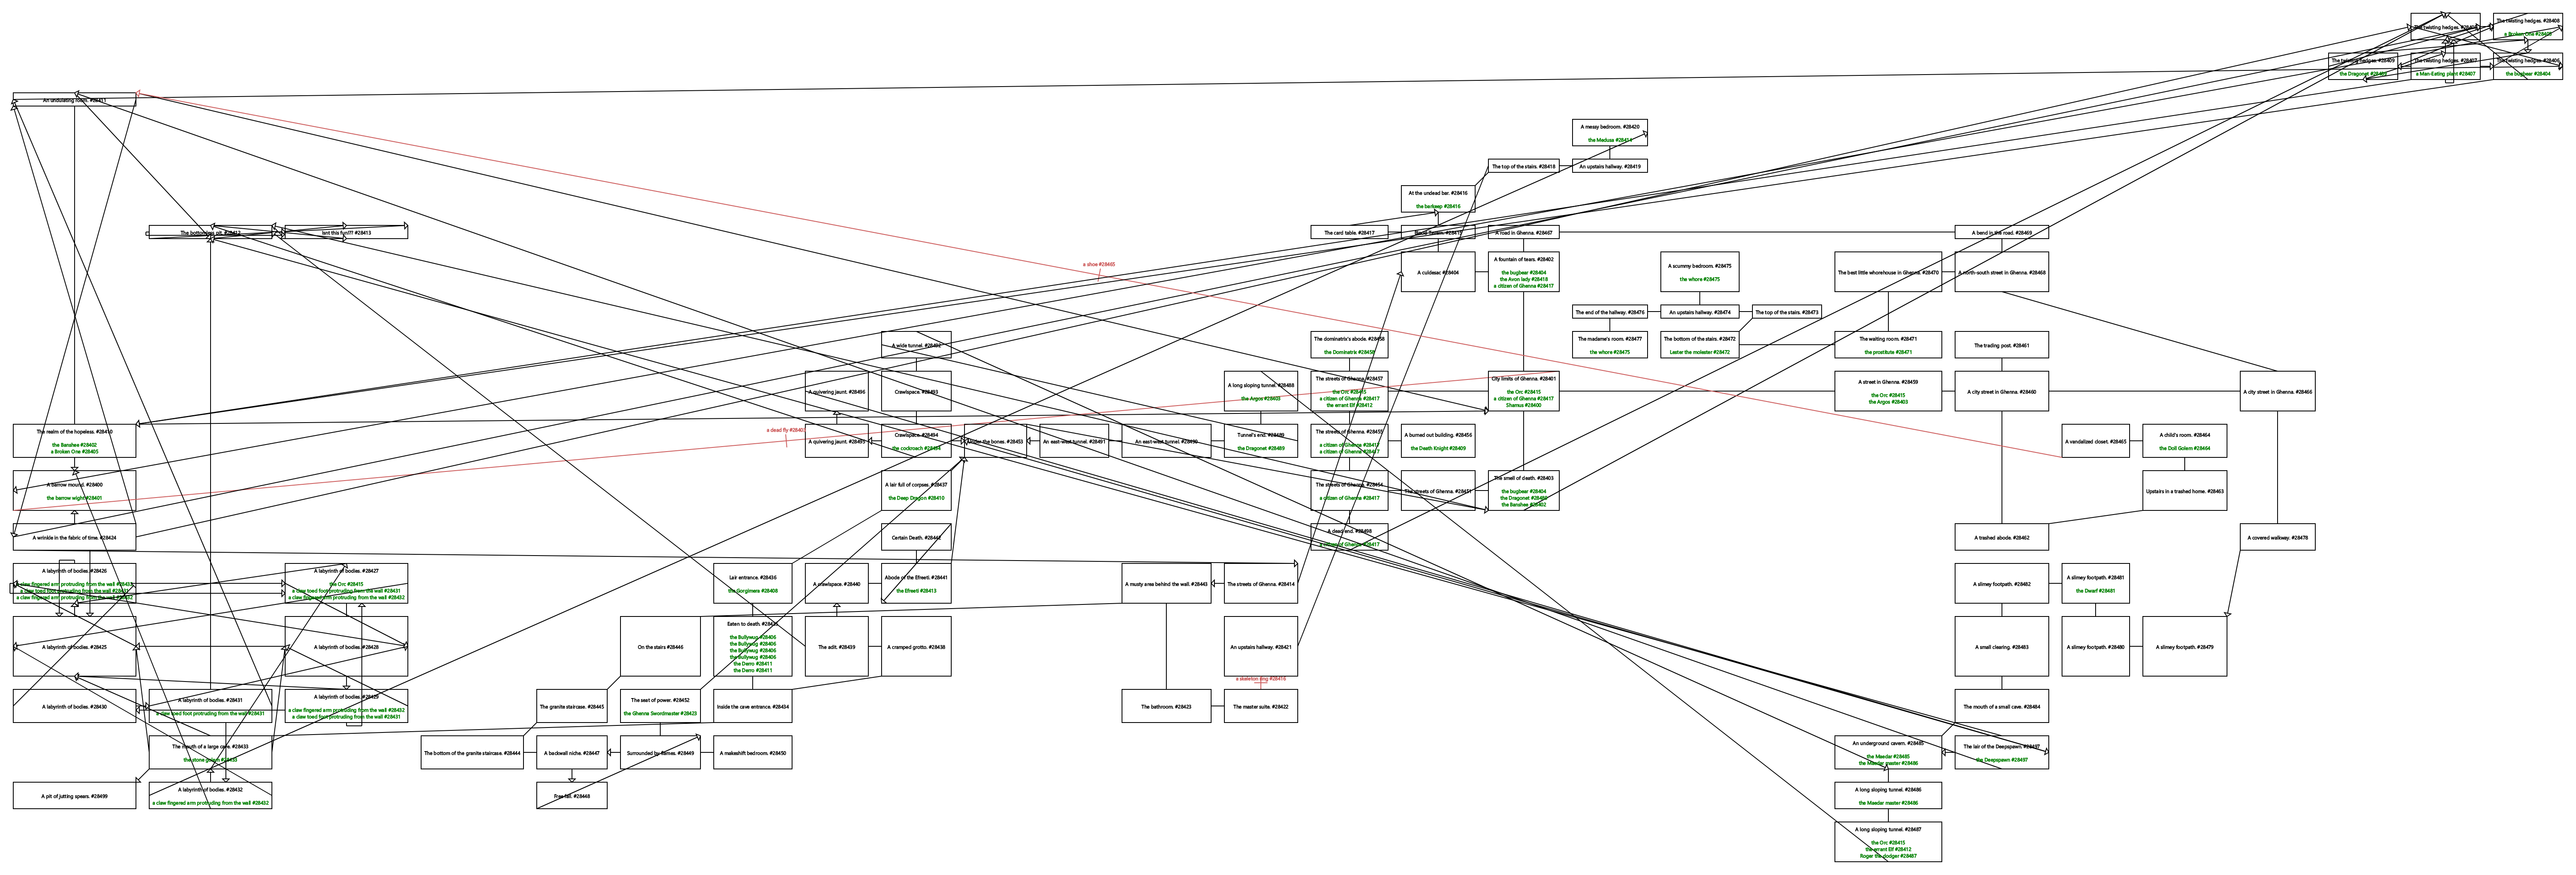 The twisting hedges.
The twisting hedges. #28408
a Broken One #28405
The twisting hedges. #28409
the Dragonet
the twisting hedges. #28407
a Man-Eating plant #28407
The twisting hedges. #28406
the bugbear #28404
An undulating room. #28411
A messy bedroom. #28420
the Medusa
The top of the stairs. #28418
An upstairs hallway. #28419
At the undead bar. #28416
the barkeep #28416
The bottomless pit. #28412
Isnt this fun!?! #28413
The card table. #28417
A road in Ghenna. #28467
A bend in the road. #28469
a shoe #28465
A culdesac #28404
A fountain of tears. #28402
the bugbear #28404
the Avon lady #28418
a citizen of Ghenna #28417
A scummy bedroom. #28475
the whore #28475
The best little whorehouse in Ghenna. #28470
A north-south street in Ghenna. #28468
The end of the hallway. #28476
An upstairs hallway. #28474
The top of the stairs. #28473
A wide tunnel. #28492
The dominatrix's abode. #28458
the Dominatrix #28458
The madame's room. #28477
the whore #28475
The bottom of the stairs. #28472
Lester the molester #28472
The waiting room. #28471
the prostitute #28471
The trading post. #28461
A quivering jaunt. #28496
Crawlspace. #28493
A long sloping tunnel. #28488
the Argos #28403
The streets of Ghenna. #28457
the Orc #28415
a citizen of Ghenna #28417
the errant Elf #28412
City limits of Ghenna. #28401
the Orc #28415
a citizen of Ghenna #28417
Shamus #28400
A street in Ghenna. #28459
the Orc #28415
the Argos #28403
A city street in Ghenna. #28460
A city street in Ghenna. #28466
The realm of the hopeless. #28410
the Banshee #28402
a Broken One #28405
a dead fly
A quivering jaunt. #28495
Crawlspace. #28494
the cockroach #28494
Under the bones. #28453
An east-west tunnel. #28491
An east-west tunnel. #28490
Tunnel's end. #28489
the Dragonet #28489
The streets of Ghenna. #28455
a citizen of Ghenna #28417
a citizen of Ghenna #28417
A burned out building. #28456
the Death Knight #28409
A vandalized closet. #28465
A child's room. #28464
the Doll Golem #28464
A barrow mound. #28400
the barrow wight #28401
A lair full of corpses. #28437
the Deep Dragon #28410
The streets of Ghenna. #28454
a citizen of Ghenna #28417
The streets of Ghenna. #28451
The smell of death. #28403
the bugbear #28404
the Dragonet
the Banshee #28402
Upstairs in a trashed home. #28463
A wrinkle in the fabric of time. #28424
Certain Death. #28442
A dead end. #28498
a citizen of Ghenna #28417
A trashed abode. #28462
A covered walkway. #28478
A labyrinth of bodies. #28426
a claw fingered arm protruding from the wall #28432
a claw toed foot protruding from the wall #28431
a claw fingered arm protruding from the wall #28432
A labyrinth of bodies. #28427
the Orc #28415
a claw toed foot protruding from the wall #28431
a claw fingered arm protruding from the wall #28432
Lair entrance. #28436
the Gorgimera #28408
A crawlspace. #28440
Abode of the Efreeti. #28441
the Efreeti #28413
A musty area behind the wall. #28443
The streets of Ghenna. #28414
A slimey footpath. #28482
A slimey footpath. #28481
the Dwarf #28481
A labyrinth of bodies. #28425
A labyrinth of bodies. #28428
On the stairs #28446
Eaten to death. #28435
the Bullywug #28406
the Bullywug #28406
the Bullywug #28406
the Bullywug #28406
the Derro #28411
the Derro #28411
The adit. #28439
A cramped grotto. #28438
An upstairs hallway. #28421
A small clearing. #28483
A slimey footpath. #28480
A slimey footpath. #28479
a skeleton ring #28416
A labyrinth of bodies. #28430
A labyrinth of bodies. #28431
a claw toed foot protruding from the wall #28431
A labyrinth of bodies. #28429
a claw fingered arm protruding from the wall #28432
a claw toed foot protruding from the wall #28431
The granite staircase. #28445
The seat of power. #28452
the Ghenna Swordmaster #28423
Inside the cave entrance. #28434
The bathroom. #28423
The master suite. #28422
The mouth of a small cave. #28484
The mouth of a large cave. #28433
the stone golem #28433
The bottom of the granite staircase. #28444
A backwall niche. #28447
Surrounded by flames. #28449
A makeshift bedroom. #28450
An underground cavern. #28485
the Maedar #28485
the Maedar master #28486
The lair of the Deepspawn. #28497
the Deepspawn #28497
A pit of jutting spears. #28499
A labyrinth of bodies. #28432
a claw fingered arm protruding from the wall #28432
Free fall. #28448
A long sloping tunnel. #28486
the Maedar master #28486
A long sloping tunnel. #28487
the Orc #28415
the errant Elf #28412
Roger the dodger #28487